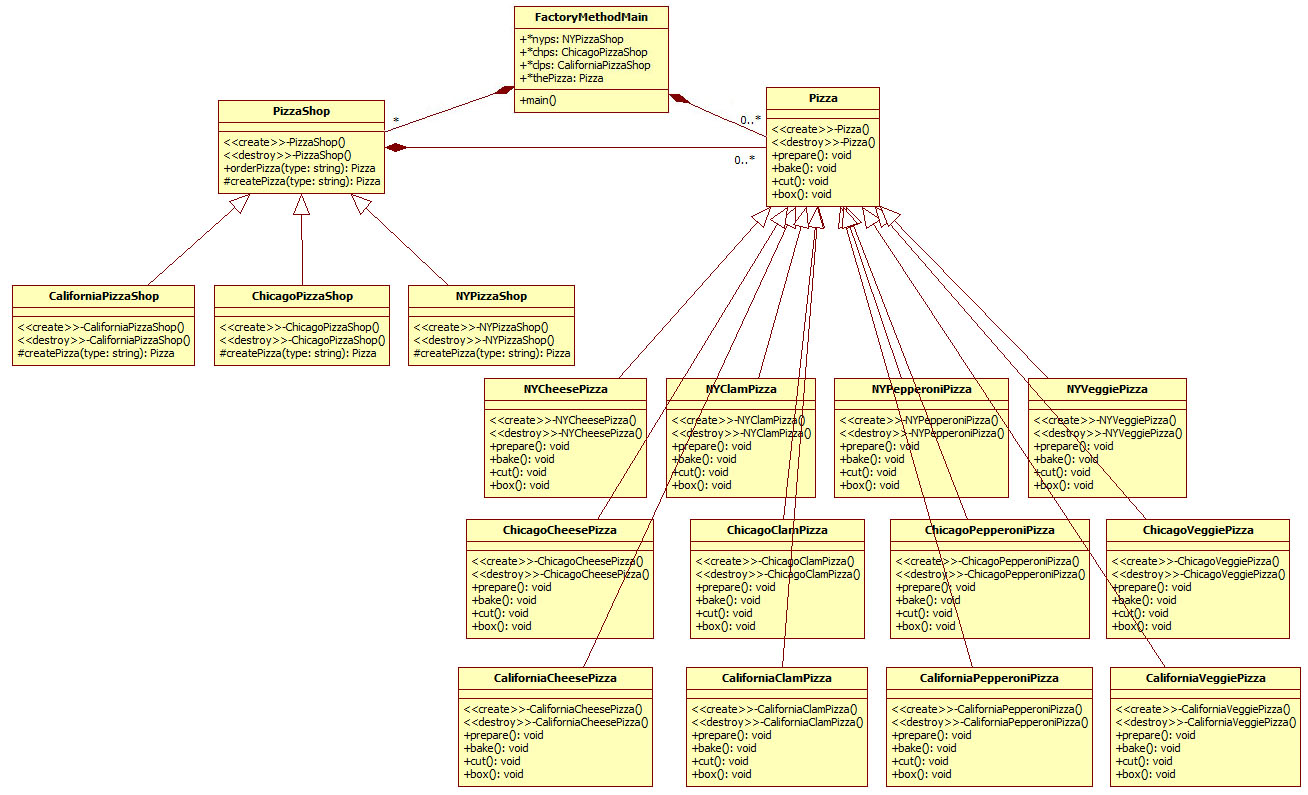 FactoryMethodMain
+*nyps: NYPizzaShop
+*chps: ChicagoPizzaShop
+*clps: CaliforniaPizzaShop
+*thePizza: Pizza
+main()
PizzaShop
<<create>>-PizzaShop()
<<destroy>>-PizzaShop()
+orderPizza(type: string): Pizza
#createPizza(type: string): Pizza
*
0..*
0..*
Pizza
<<create>>-Pizza()
<<destroy>>-Pizza()
+prepare(): void
+bake(): void
+cut(): void
+box(): void
CaliforniaPizzaShop
<<create>>-CaliforniaPizzaShop()
<<destroy>>-CaliforniaPizzaShop()
#createPizza(type: string): Pizza
ChicagoPizzaShop
<<create>>-ChicagoPizzaShop()
<<destroy>>-ChicagoPizzaShop()
#createPizza(type: string): Pizza
NYPizzaShop
<<create>>-NYPizzaShop()
<<destroy>>-NYPizzaShop()
#createPizza(type: string): Pizza
NYCheesePizza
<<create>>-NYCheesePizza()
<<destroy>>-NYCheesePizza()
+prepare(): void
+bake(): void
+cut(): void
+box(): void
NYClamPizza
<<create>>-NYClamPizza()
<<destroy>>-NYClamPizza()
+prepare(): void
+bake(): void
+cut(): void
+box(): void
NYPepperoniPizza
<<create>>-NYPepperoniPizza()
<<destroy>>-NYPepperoniPizza()
+prepare(): void
+bake(): void
+cut(): void
+box(): void
NYVeggiePizza
<<create>>-NYVeggiePizza()
<<destroy>>-NYVeggiePizza()
+prepare(): void
+bake(): void
+cut(): void
+box(): void
ChicagoCheesePizza
<<create>>-ChicagoCheesePizza()
<<destroy>>-ChicagoCheesePizza()
+prepare(): void
+bake(): void
+cut(): void
+box(): void
ChicagoClamPizza
<<create>>-ChicagoClamPizza()
<<destroy>>-ChicagoClamPizza()
+prepare(): void
+bake(): void
+cut(): void
+box(): void
ChicagoPepperoniPizza
<<create>>-ChicagoPepperoniPizza()
<<destroy>>-ChicagoPepperoniPizza()
+prepare(): void
+bake(): void
+cut(): void
+box(): void
ChicagoVeggiePizza
<<create>>-ChicagoVeggiePizza()
<<destroy>>-ChicagoVeggiePizza()
+prepare(): void
+bake(): void
+cut(): void
+box(): void
CaliforniaCheesePizza
<<create>>-CaliforniaCheesePizza()
<<destroy>>-CaliforniaCheesePizza()
+prepare(): void
+bake(): void
+cut(): void
+box(): void
CaliforniaClamPizza
<<create>>-CaliforniaClamPizza()
<<destroy>>-CaliforniaClamPizza()
+prepare(): void
+bake(): void
+cut(): void
+box(): void
CaliforniaPepperoniPizza
<<create>>-CaliforniaPepperoniPizza()
<<destroy>>-CaliforniaPepperoniPizza()
+prepare(): void
+bake(): void
+cut(): void
+box(): void
CaliforniaVeggiePizza
<<create>>-CaliforniaVeggiePizza()
<<destroy>>-CaliforniaVeggiePizza()
+prepare(): void
+bake(): void
+cut(): void
+box(): void